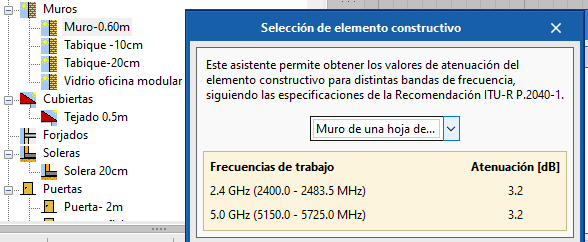 Muros
Muro-0.60m
Tabique -10cm
Tabique-20cm
Vidrio oficina modular
Cubiertas
Tejado 0.5m
Forjados
Soleras
Solera 20cm
Puertas
Puerta- 2m
Selección de elemento constructivo
Este asistente permite obtener los valores de atenuación del
elemento constructivo para distintas bandas de frecuencia,
siguiendo las especificaciones de la Recomendación ITU-R P.2040-1.
Muro de una hoja de...
Frecuencias de trabajo Atenuación [dB]
2.4 GHz (2400.0 - 2483.5 MHz) 3.2
5.0 GHz (5150.0 - 5725.0 MHz) 3.2